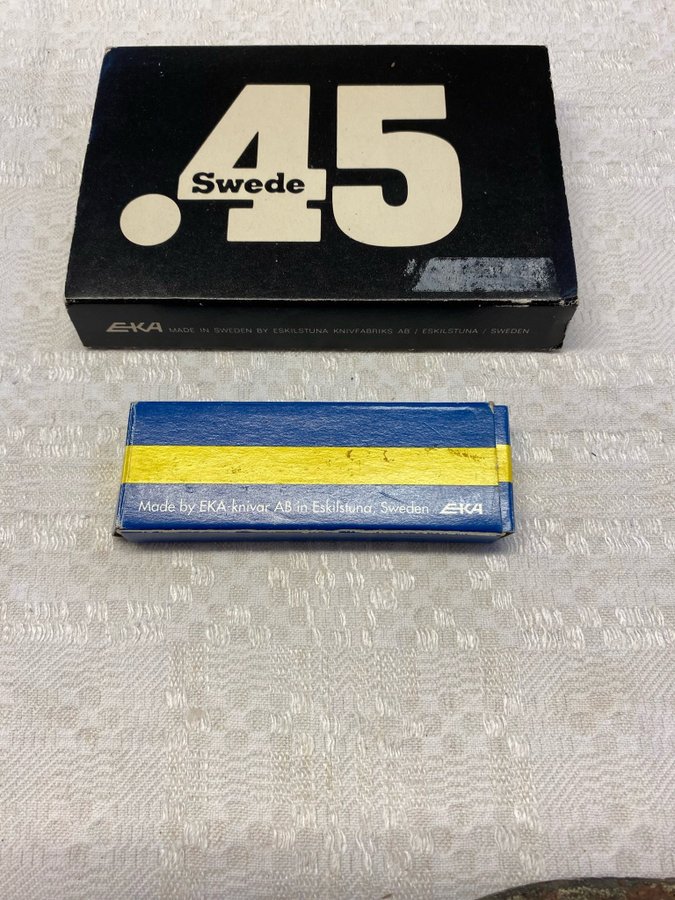 .45
Swede
EKA MADE IN SWEDEN BY ESKILSTUNA KNIVFABRIKS AB / ESKILSTUNA / SWEDEN
Made by EKA-knivar AB in Eskilstuna, Sweden EKA